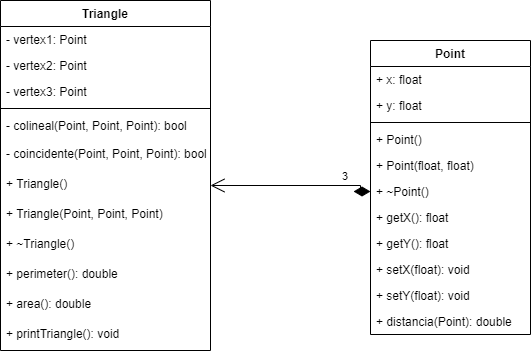 Triangle
- vertex1: Point
- vertex2: Point
- vertex3: Point
- colineal(Point, Point, Point): bool
- coincidente(Point, Point, Point): bool
+ Triangle()
+ Triangle(Point, Point, Point)
+ ~Triangle()
+ perimeter(): double
+ area(): double
+ printTriangle(): void
3
Point
+ x: float
+ y: float
+ Point()
+ Point(float, float)
+ ~Point()
+ getX(): float
+ getY(): float
+ setX(float): void
+ setY(float): void
+ distancia(Point): double